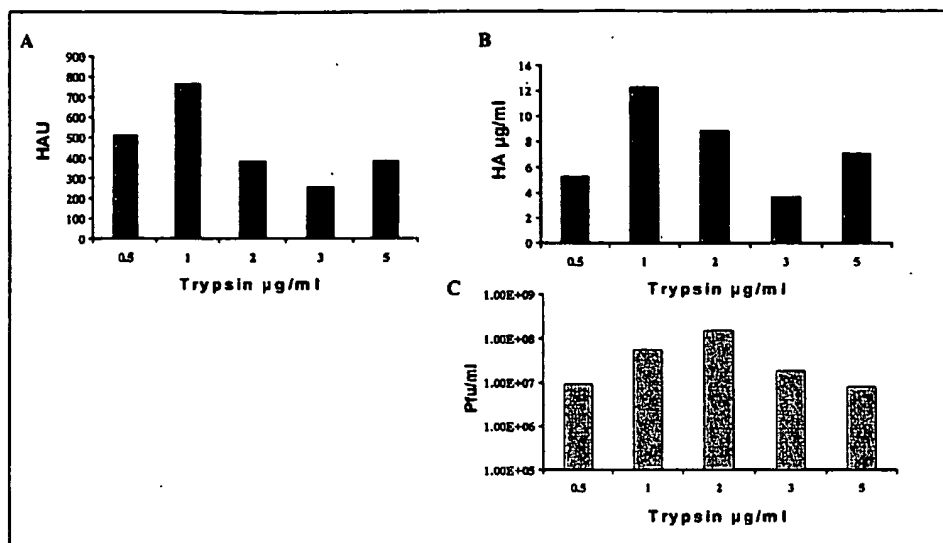 A
900
800
700
600
500
400
300
200
100
0
HAU
0.5 1 2 3 5
Trypsin µg/ml
B
14
12
10
8
6
4
2
0
HA µg/ml
0.5 1 2 3 5
Trypsin µg/ml
C
1.00E+09
1.00E+08
1.00E+07
1.00E+06
1.00E+05
Pfu/ml
0.5 1 2 3 5
Trypsin µg/ml